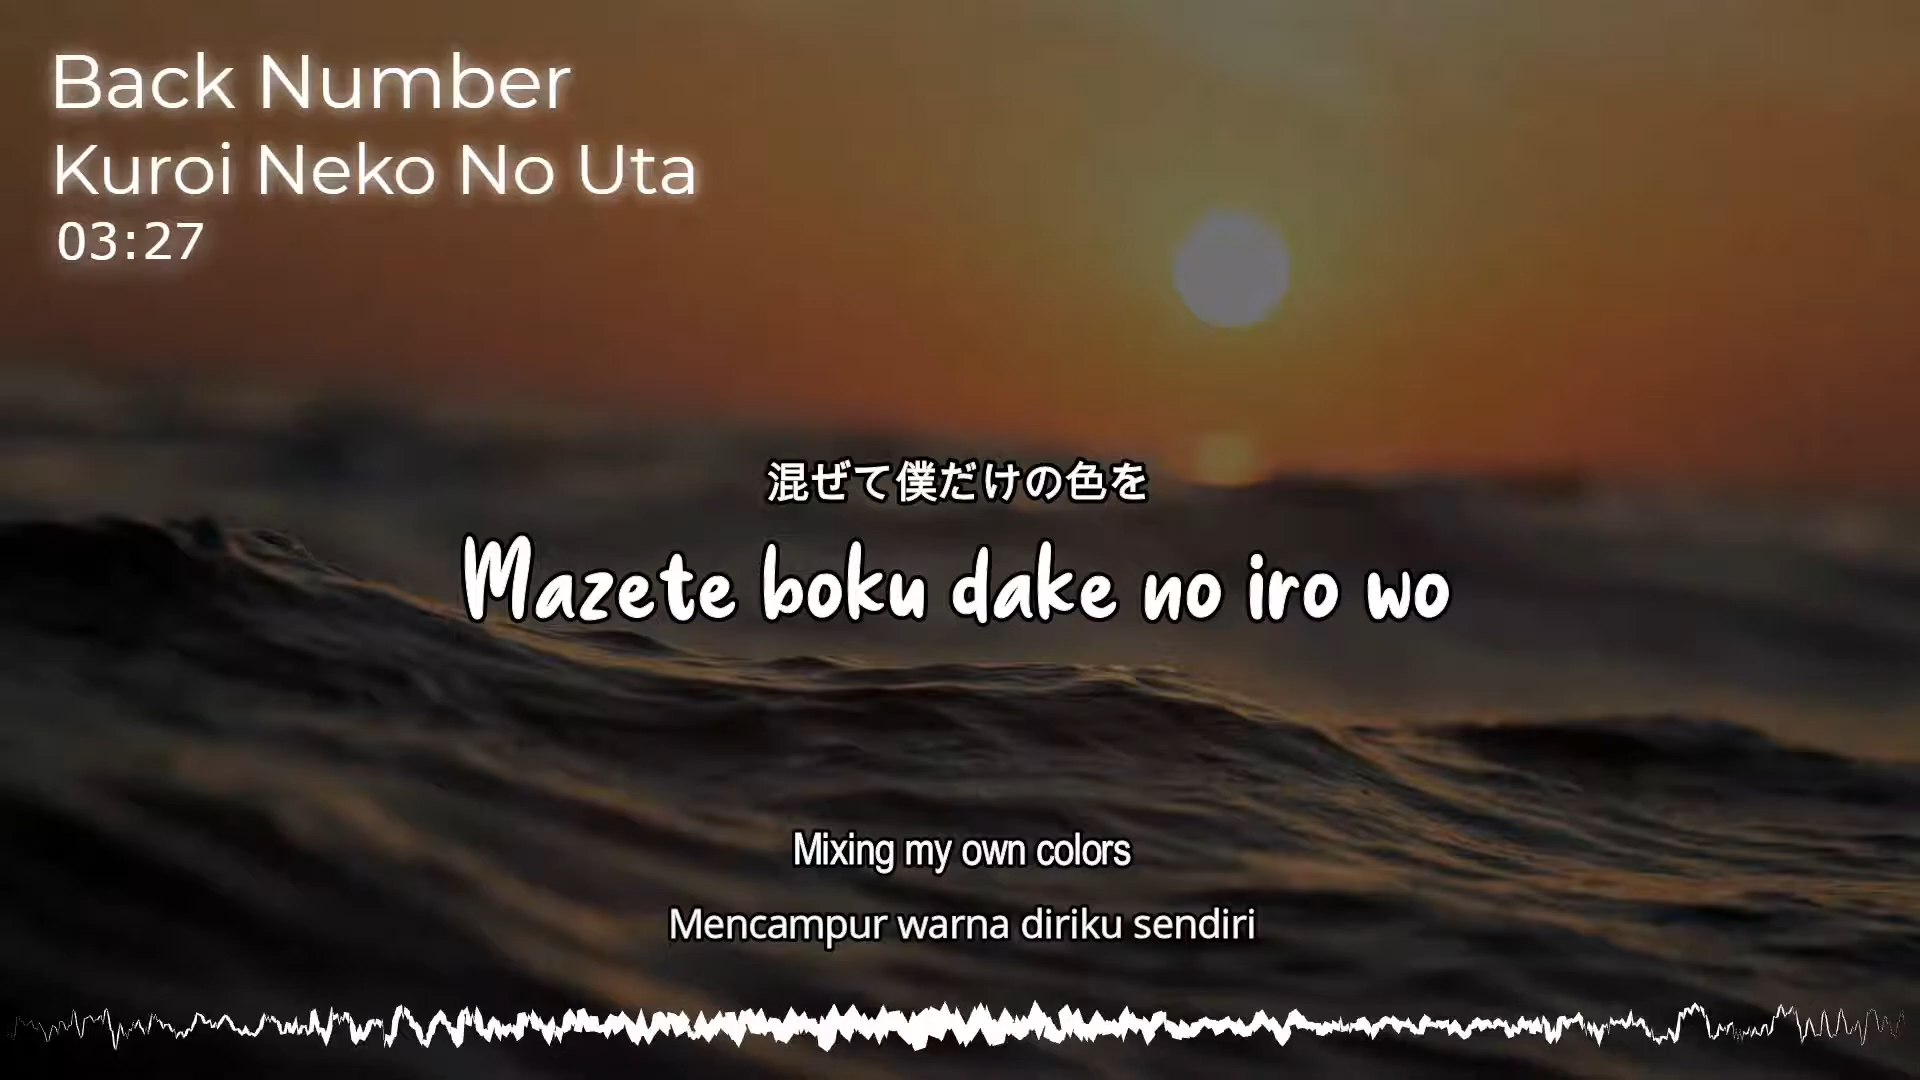 Back Number
Kuroi Neko No Uta
03:27
混ぜて僕だけの色を
Mazete boku dake no iro wo
Mixing my own colors
Mencampur warna diriku sendiri